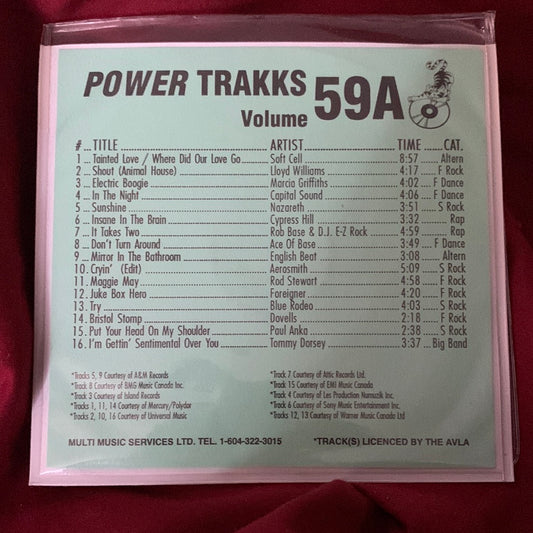 POWER TRAKKS
Volume 59A
# ... TITLE ARTIST TIME CAT.
1 ... Tainted Love / Where Did Our Love Go Soft Cell 8:57 Altern
2 ... Shout (Animal House) Lloyd Williams 4:17 F Rock
3 ... Electric Boogie Marcia Griffiths 4:02 F Dance
4 ... In The Night Capital Sound 4:06 F Dance
5 ... Sunshine Nazareth 3:51 S Rock
6 ... Insane In The Brain Cypress Hill 3:32 Rap
7 ... It Takes Two Rob Base & D.J. E-Z Rock 4:59 Rap
8 ... Don't Turn Around Ace Of Base 3:49 F Dance
9 ... Mirror In The Bathroom English Beat 3:08 Altern
10. Cryin' (Edit) Aerosmith 5:09 S Rock
11. Maggie May Rod Stewart 4:58 F Rock
12. Juke Box Hero Foreigner 4:20 F Rock
13. Try Blue Rodeo 4:03 S Rock
14. Bristol Stomp Dovells 2:18 F Rock
15. Put Your Head On My Shoulder Paul Anka 2:38 S Rock
16. I'm Gettin' Sentimental Over You Tommy Dorsey 3:37 Big Band
*Tracks 5, 9 Courtesy of A&M Records
*Track 8 Courtesy of BMG Music Canada Inc.
*Track 3 Courtesy of Island Records
*Tracks 1, 11, 14 Courtesy of Mercury/Polydor
*Tracks 2, 10, 16 Courtesy of Universal Music
*Track 7 Courtesy of Attic Records Ltd.
*Track 15 Courtesy of EMI Music Canada
*Track 4 Courtesy of Les Production Numuzik Inc.
*Track 6 Courtesy of Sony Music Entertainment Inc.
*Tracks 12, 13 Courtesy of Warner Music Canada Ltd
MULTI MUSIC SERVICES LTD. TEL. 1-604-322-3015 *TRACK(S) LICENCED BY THE AVLA